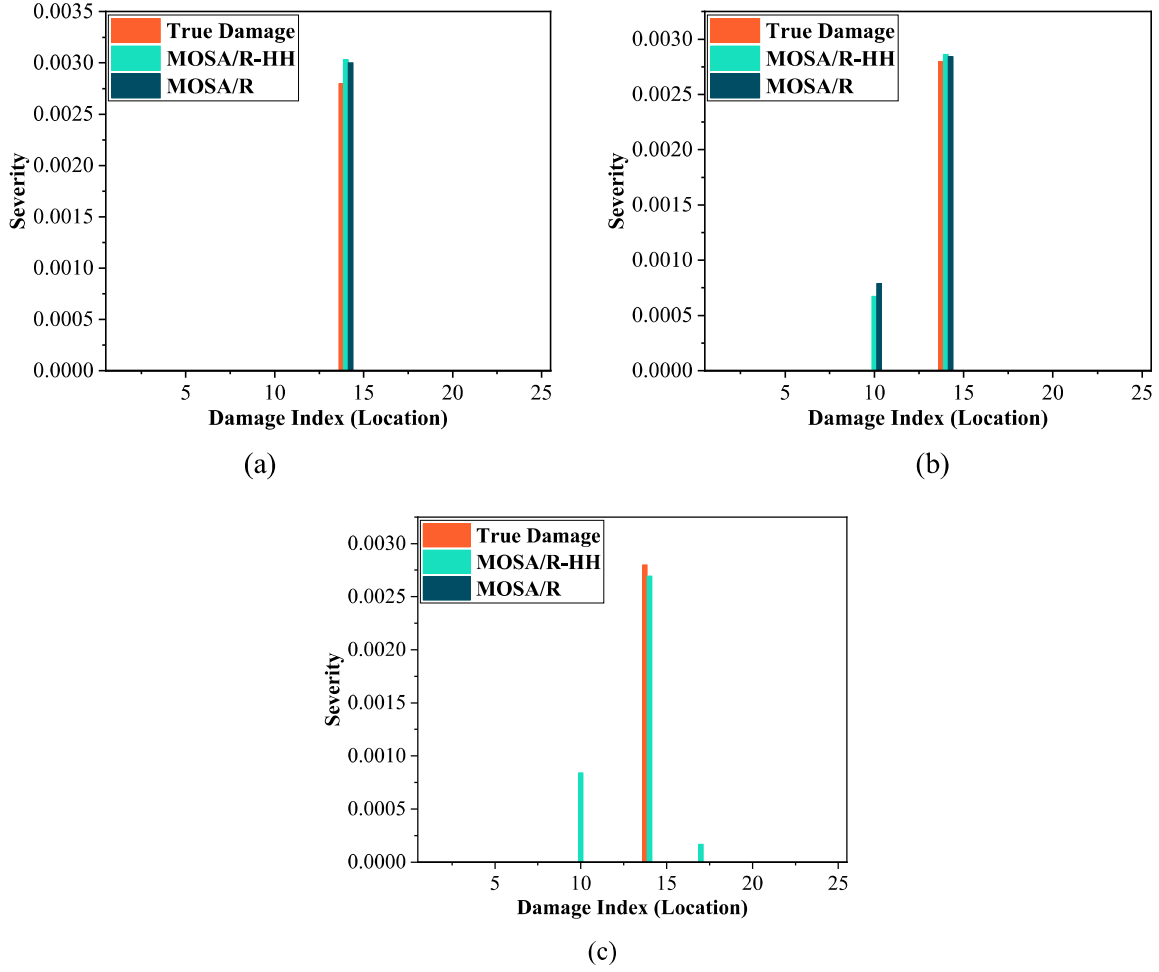 0.0035
0.0030
0.0025
0.0020
0.0015
0.0010
0.0005
0.0000
Severity
True Damage
MOSA/R-HH
MOSA/R
5 10 15 20 25
Damage Index (Location)
(a)
0.0030
0.0025
0.0020
0.0015
0.0010
0.0005
0.0000
Severity
True Damage
MOSA/R-HH
MOSA/R
5 10 15 20 25
Damage Index (Location)
(b)
0.0030
0.0025
0.0020
0.0015
0.0010
0.0005
0.0000
Severity
True Damage
MOSA/R-HH
MOSA/R
5 10 15 20 25
Damage Index (Location)
(c)